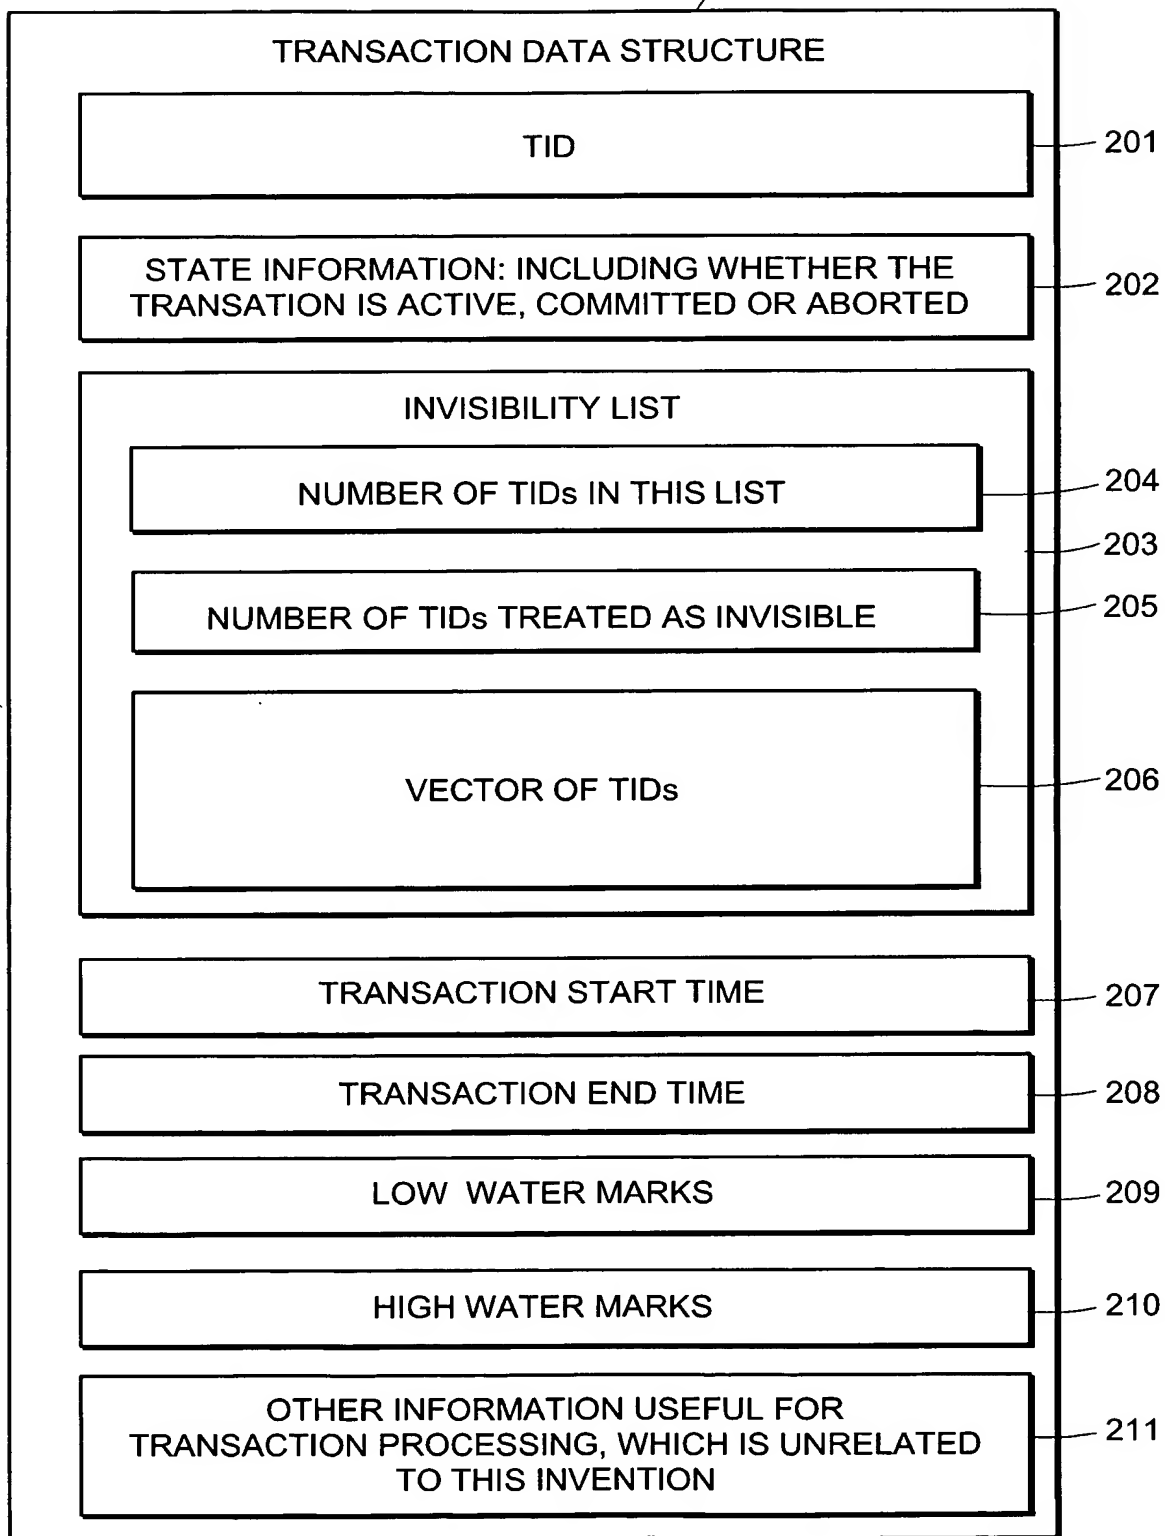 TRANSACTION DATA STRUCTURE
TID
201
STATE INFORMATION: INCLUDING WHETHER THE
TRANSATION IS ACTIVE, COMMITTED OR ABORTED
202
INVISIBILITY LIST
NUMBER OF TIDs IN THIS LIST
204
203
NUMBER OF TIDs TREATED AS INVISIBLE
205
VECTOR OF TIDs
206
TRANSACTION START TIME
207
TRANSACTION END TIME
208
LOW WATER MARKS
209
HIGH WATER MARKS
210
OTHER INFORMATION USEFUL FOR
TRANSACTION PROCESSING, WHICH IS UNRELATED
TO THIS INVENTION
211